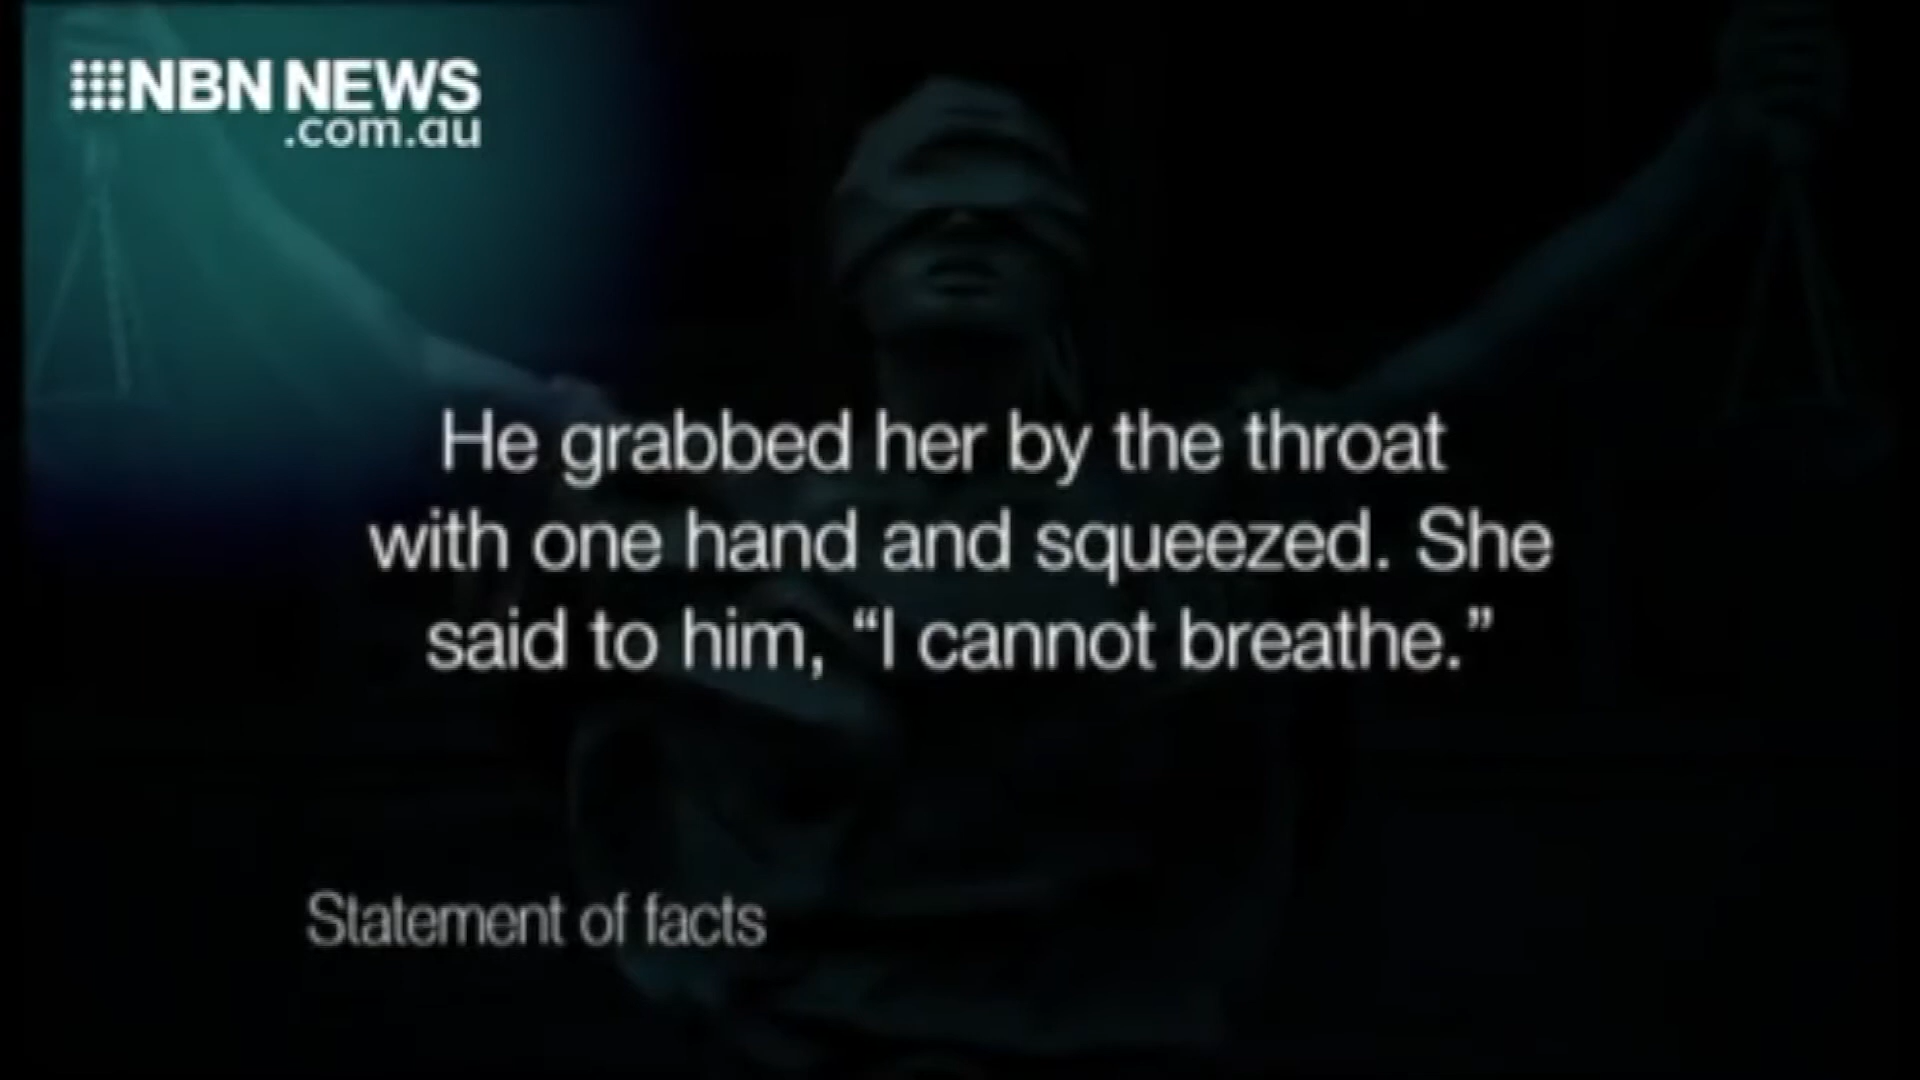 NBN NEWS
.com.au
He grabbed her by the throat
with one hand and squeezed. She
said to him, “I cannot breathe.”
Statement of facts